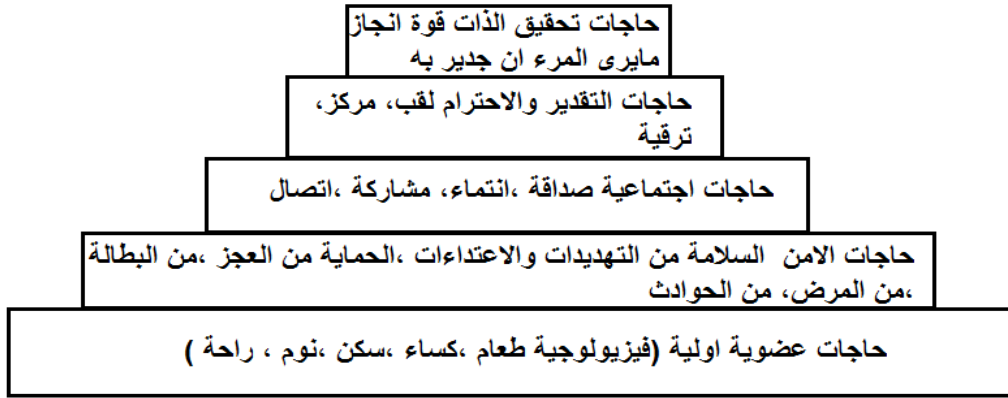 حاجات تحقيق الذات قوة انجاز
مايرى المرء ان جدير به
حاجات التقدير والاحترام لقب، مركز،
ترقية
حاجات اجتماعية صداقة ،انتماء، مشاركة ،اتصال
حاجات الامن السلامة من التهديدات والاعتداءات ،الحماية من العجز ،من البطالة
،من المرض، من الحوادث
حاجات عضوية اولية (فيزيولوجية طعام ،كساء ،سكن ،نوم ، راحة )